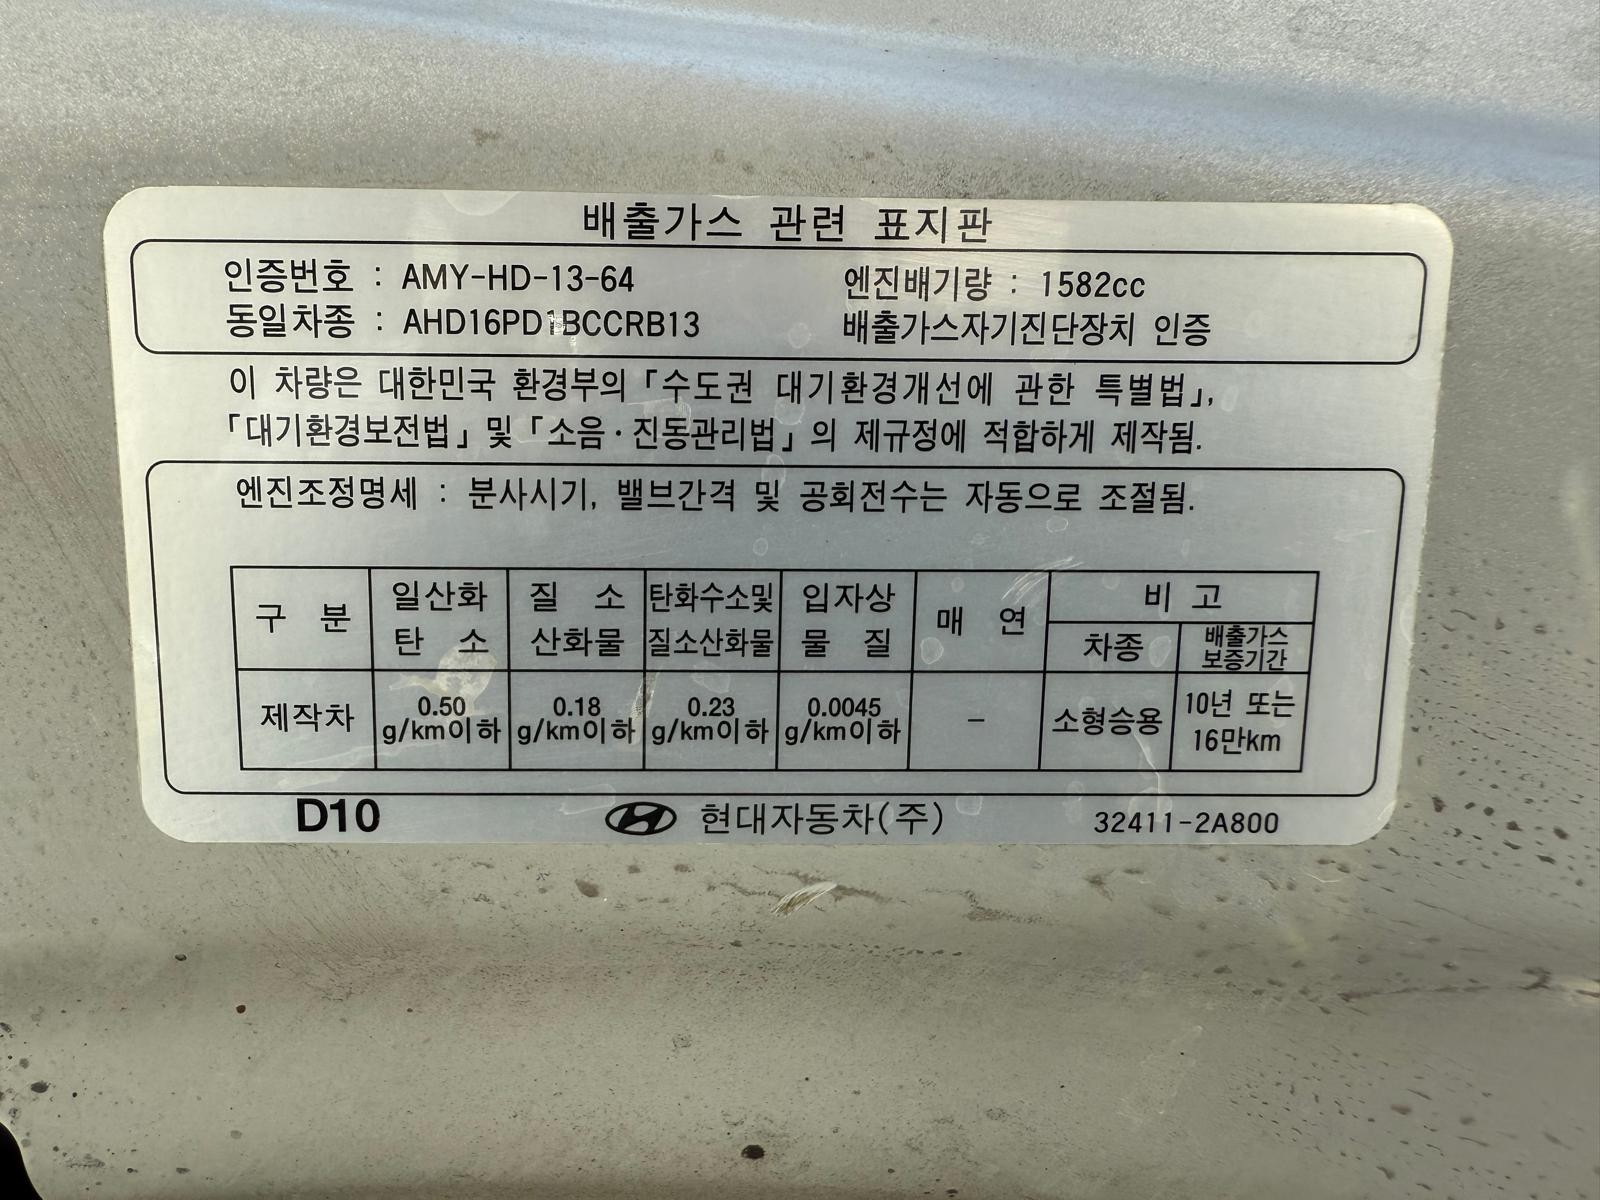 배출가스 관련 표지판
인증번호 : AMY-HD-13-64 엔진배기량 : 1582cc
동일차종 : AHD16PD1BCCRB13 배출가스자기진단장치 인증
이 차량은 대한민국 환경부의 「수도권 대기환경개선에 관한 특별법」,
「대기환경보전법」 및 「소음·진동관리법」의 제규정에 적합하게 제작됨.
엔진조정명세 : 분사시기, 밸브간격 및 공회전수는 자동으로 조절됨.
구 분 일산화 탄 소 질 소 산화물 탄화수소및 질소산화물 입자상 물 질 매 연 비 고
차종 배출가스 보증기간
제작차 0.50 g/km이하 0.18 g/km이하 0.23 g/km이하 0.0045 g/km이하 - 소형승용 10년 또는 16만km
D10 현대자동차(주) 32411-2A800